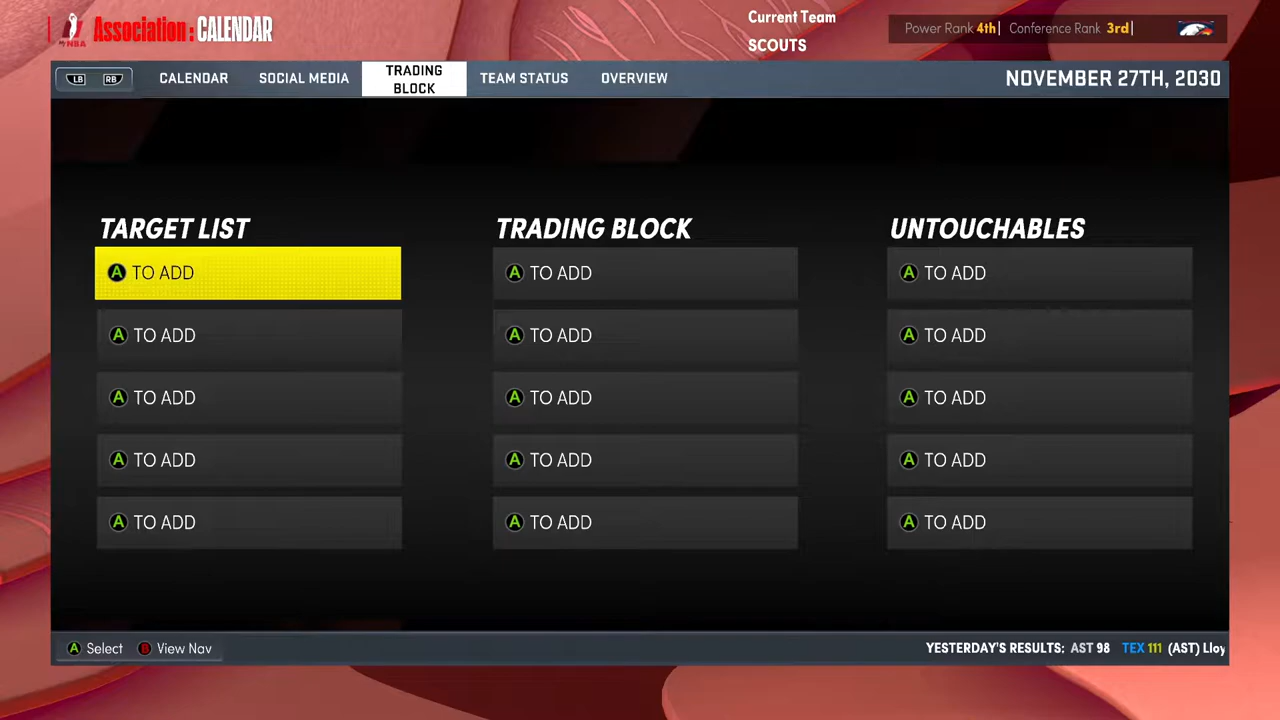 MyNBA
Association: CALENDAR
Current Team
SCOUTS
Power Rank 4th| Conference Rank 3rd|
LB RB
CALENDAR
SOCIAL MEDIA
TRADING
BLOCK
TEAM STATUS
OVERVIEW
NOVEMBER 27TH, 2030
TARGET LIST
A TO ADD
A TO ADD
A TO ADD
A TO ADD
A TO ADD
TRADING BLOCK
A TO ADD
A TO ADD
A TO ADD
A TO ADD
A TO ADD
UNTOUCHABLES
A TO ADD
A TO ADD
A TO ADD
A TO ADD
A TO ADD
A Select B View Nav
YESTERDAY'S RESULTS: AST 98 TEX 111 (AST) Lloy